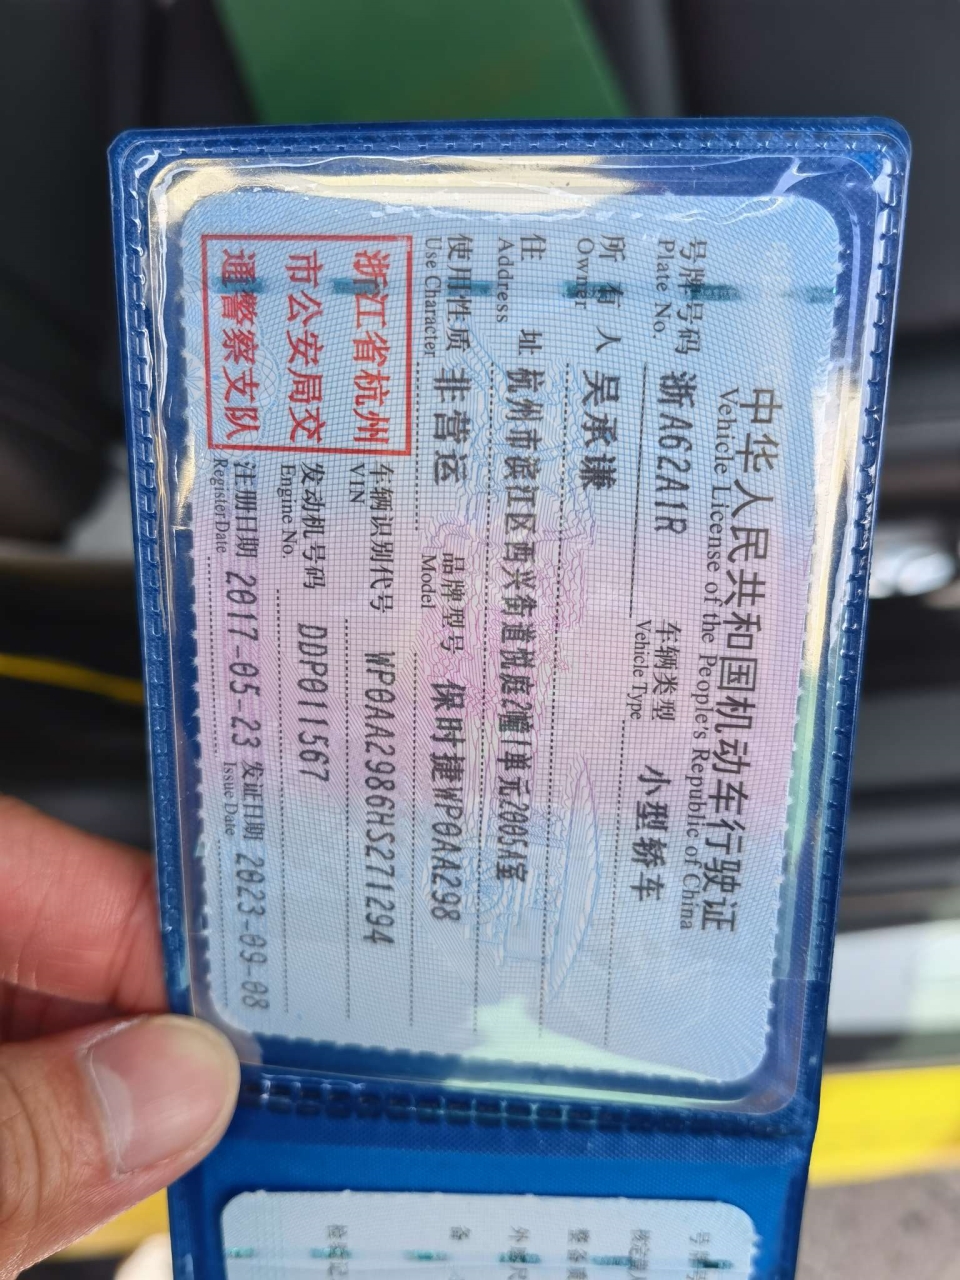 中华人民共和国机动车行驶证
Vehicle License of the People's Republic of China
号牌号码 浙A62A1R 车辆类型 小型轿车
Plate No. Vehicle Type
所有人 吴承谦
Owner
住址 杭州市滨江区西兴街道悦庭2幢1单元2005室
Address
使用性质 非营运 品牌型号 保时捷WP0AA298
Use Character Model
浙江省杭州
市公安局交
通警察支队
车辆识别代号 WP0AA2986HS271294
VIN
发动机号码 DDP011567
Engine No.
注册日期 2017-05-23 发证日期 2023-09-08
Register Date Issue Date